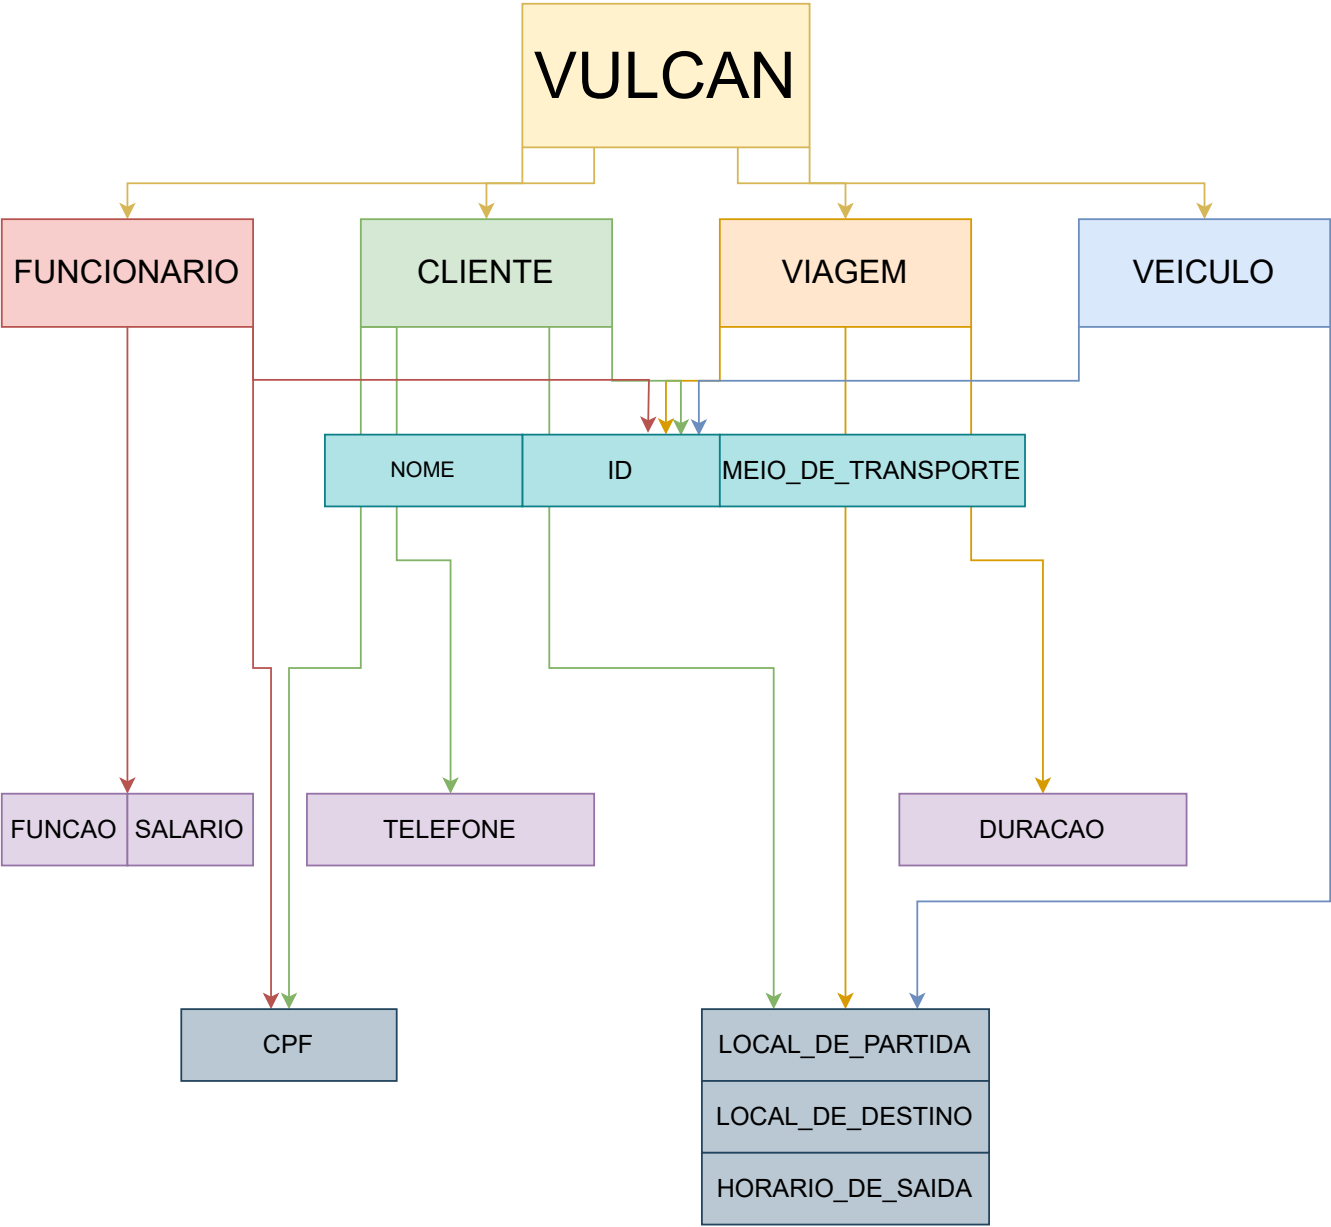 VULCAN
FUNCIONARIO
CLIENTE
VIAGEM
VEICULO
NOME
ID
MEIO_DE_TRANSPORTE
FUNCAO
SALARIO
TELEFONE
DURACAO
CPF
LOCAL_DE_PARTIDA
LOCAL_DE_DESTINO
HORARIO_DE_SAIDA